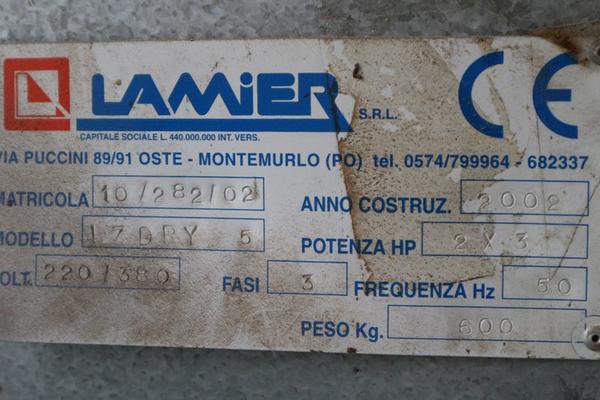 LAMiER S.R.L. CE
CAPITALE SOCIALE L. 440.000.000 INT. VERS.
VIA PUCCINI 89/91 OSTE - MONTEMURLO (PO) tel. 0574/799964 - 682337
MATRICOLA 10/282/02 ANNO COSTRUZ. 2002
MODELLO DRY 5 POTENZA HP 2X3
OLT. 220/380 FASI 3 FREQUENZA Hz 50
PESO Kg. 600